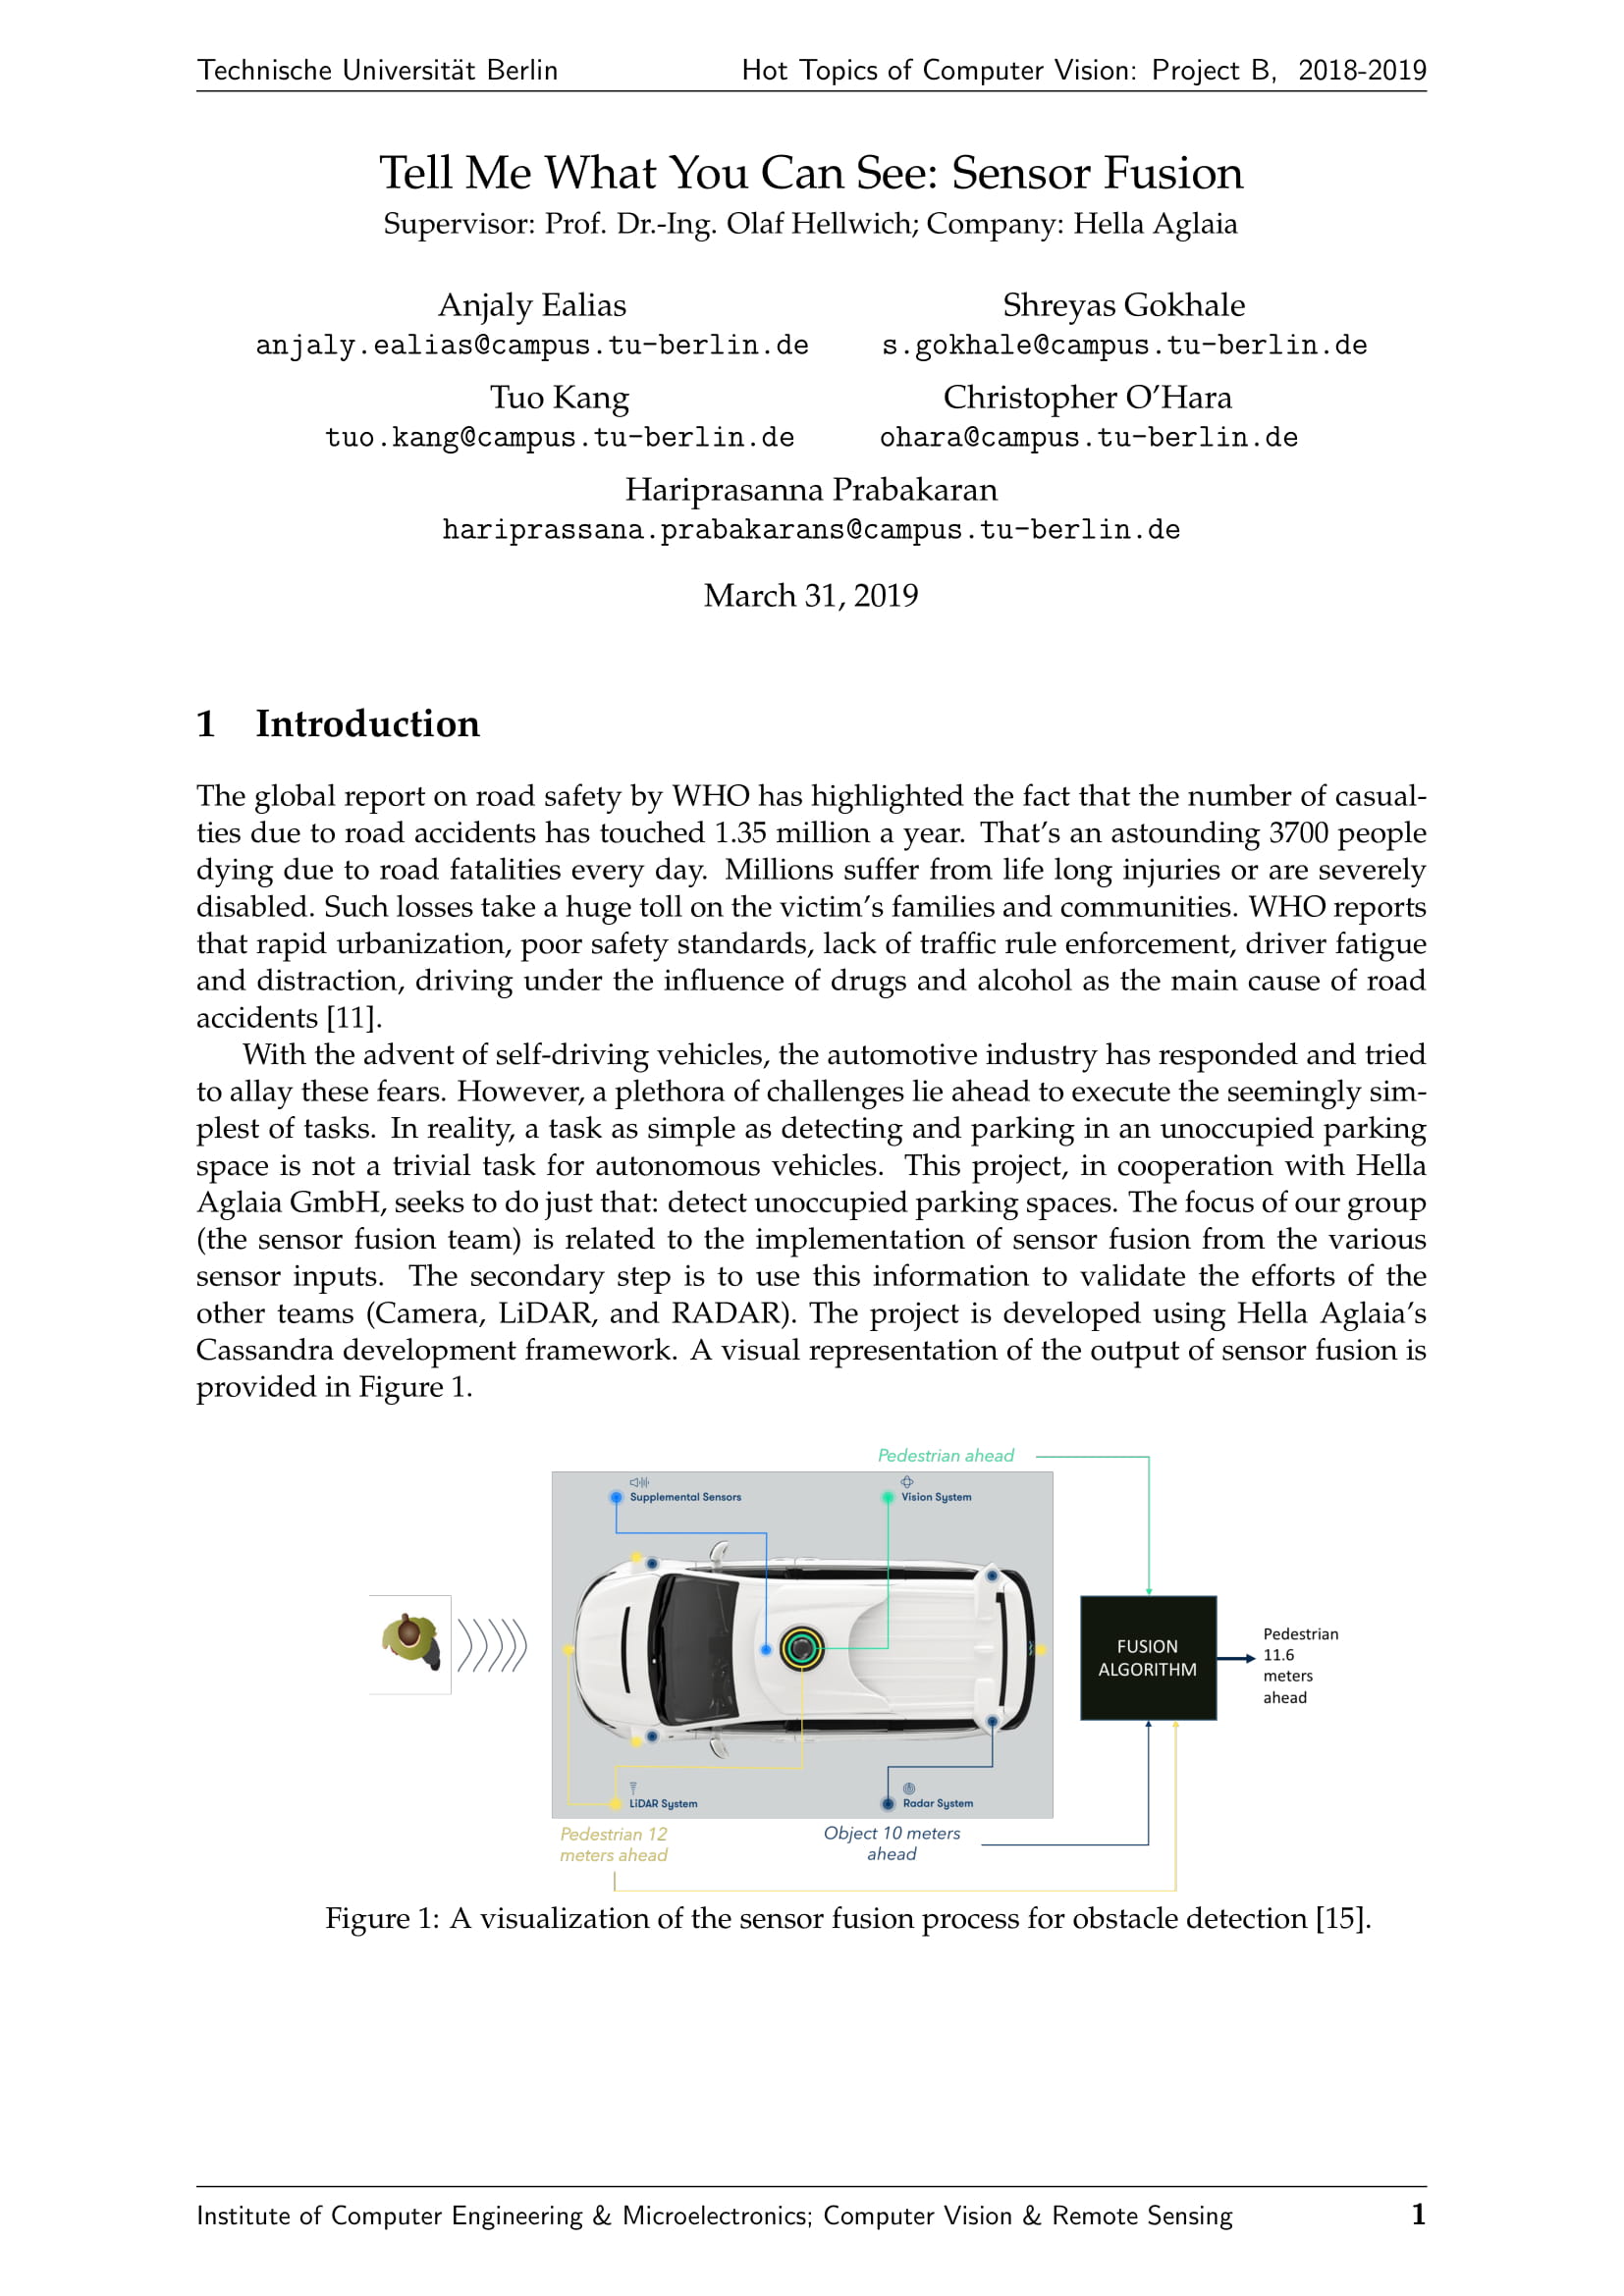 Technische Universität Berlin Hot Topics of Computer Vision: Project B, 2018-2019
Tell Me What You Can See: Sensor Fusion
Supervisor: Prof. Dr.-Ing. Olaf Hellwich; Company: Hella Aglaia
Anjaly Ealias Shreyas Gokhale
anjaly.ealias@campus.tu-berlin.de s.gokhale@campus.tu-berlin.de
Tuo Kang Christopher O'Hara
tuo.kang@campus.tu-berlin.de ohara@campus.tu-berlin.de
Hariprasanna Prabakaran
hariprassana.prabakarans@campus.tu-berlin.de
March 31, 2019
1 Introduction
The global report on road safety by WHO has highlighted the fact that the number of casual-
ties due to road accidents has touched 1.35 million a year. That's an astounding 3700 people
dying due to road fatalities every day. Millions suffer from life long injuries or are severely
disabled. Such losses take a huge toll on the victim's families and communities. WHO reports
that rapid urbanization, poor safety standards, lack of traffic rule enforcement, driver fatigue
and distraction, driving under the influence of drugs and alcohol as the main cause of road
accidents [11].
With the advent of self-driving vehicles, the automotive industry has responded and tried
to allay these fears. However, a plethora of challenges lie ahead to execute the seemingly sim-
plest of tasks. In reality, a task as simple as detecting and parking in an unoccupied parking
space is not a trivial task for autonomous vehicles. This project, in cooperation with Hella
Aglaia GmbH, seeks to do just that: detect unoccupied parking spaces. The focus of our group
(the sensor fusion team) is related to the implementation of sensor fusion from the various
sensor inputs. The secondary step is to use this information to validate the efforts of the
other teams (Camera, LiDAR, and RADAR). The project is developed using Hella Aglaia's
Cassandra development framework. A visual representation of the output of sensor fusion is
provided in Figure 1.
Pedestrian ahead
Supplemental Sensors Vision System
FUSION
ALGORITHM
Pedestrian
11.6
meters
ahead
LiDAR System Radar System
Pedestrian 12
meters ahead
Object 10 meters
ahead
Figure 1: A visualization of the sensor fusion process for obstacle detection [15].
Institute of Computer Engineering & Microelectronics; Computer Vision & Remote Sensing 1